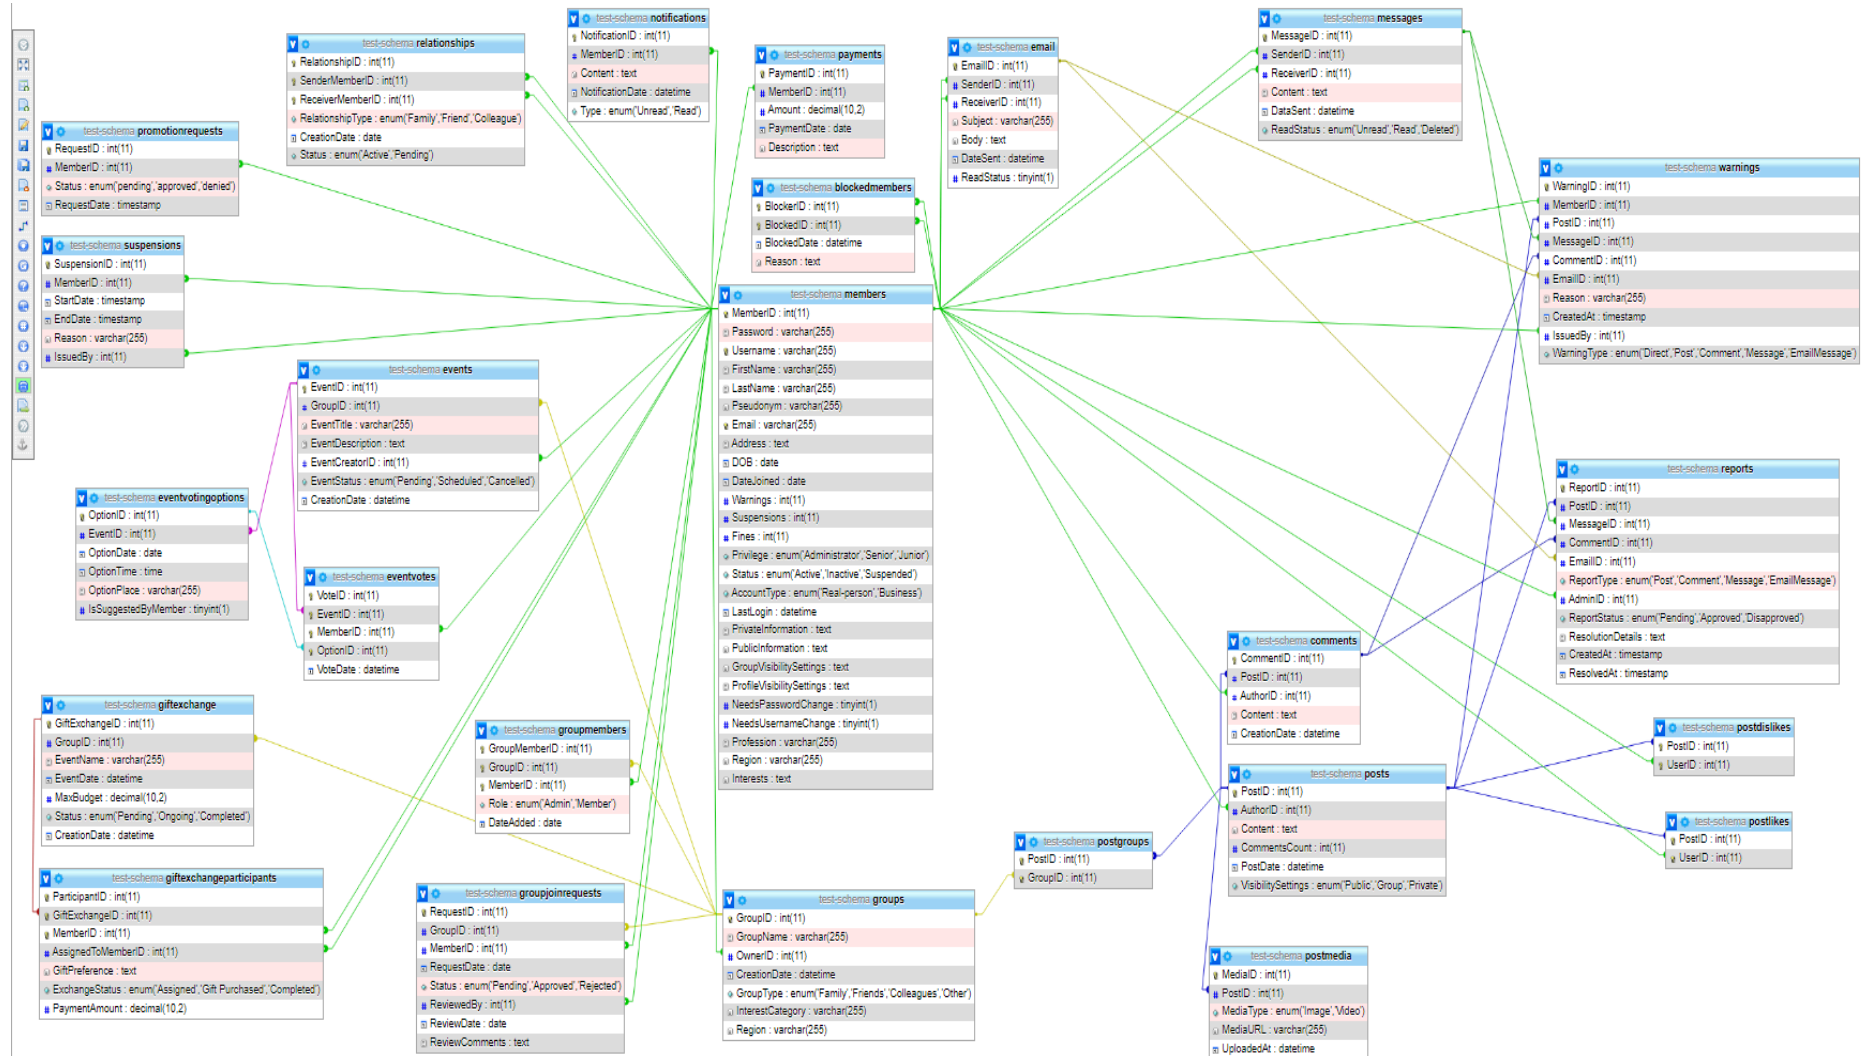 test-schema relationships
RelationshipID : int(11)
SenderMemberID : int(11)
ReceiverMemberID : int(11)
RelationshipType : enum('Family','Friend','Colleague')
CreationDate : date
Status : enum('Active','Pending')
test-schema notifications
NotificationID : int(11)
MemberID : int(11)
Content : text
NotificationDate : datetime
Type : enum('Unread','Read')
test-schema payments
PaymentID : int(11)
MemberID : int(11)
Amount : decimal(10,2)
PaymentDate : date
Description : text
test-schema email
EmailID : int(11)
SenderID : int(11)
ReceiverID : int(11)
Subject : varchar(255)
Body : text
DateSent : datetime
ReadStatus : tinyint(1)
test-schema messages
MessageID : int(11)
SenderID : int(11)
ReceiverID : int(11)
Content : text
DataSent : datetime
ReadStatus : enum('Unread','Read','Deleted')
test-schema promotionrequests
RequestID : int(11)
MemberID : int(11)
Status : enum('pending','approved','denied')
RequestDate : timestamp
test-schema blockedmembers
BlockerID : int(11)
BlockedID : int(11)
BlockedDate : datetime
Reason : text
test-schema warnings
WarningID : int(11)
MemberID : int(11)
PostID : int(11)
MessageID : int(11)
CommentID : int(11)
EmailID : int(11)
Reason : varchar(255)
CreatedAt : timestamp
IssuedBy : int(11)
WarningType : enum('Direct','Post','Comment','Message','EmailMessage')
test-schema suspensions
SuspensionID : int(11)
MemberID : int(11)
StartDate : timestamp
EndDate : timestamp
Reason : varchar(255)
IssuedBy : int(11)
test-schema members
MemberID : int(11)
Password : varchar(255)
Username : varchar(255)
FirstName : varchar(255)
LastName : varchar(255)
Pseudonym : varchar(255)
Email : varchar(255)
Address : text
DOB : date
DateJoined : date
Warnings : int(11)
Suspensions : int(11)
Fines : int(11)
Privilege : enum('Administrator','Senior','Junior')
Status : enum('Active','Inactive','Suspended')
AccountType : enum('Real-person','Business')
LastLogin : datetime
PrivateInformation : text
PublicInformation : text
GroupVisibilitySettings : text
ProfileVisibilitySettings : text
NeedsPasswordChange : tinyint(1)
NeedsUsernameChange : tinyint(1)
Profession : varchar(255)
Region : varchar(255)
Interests : text
test-schema events
EventID : int(11)
GroupID : int(11)
EventTitle : varchar(255)
EventDescription : text
EventCreatorID : int(11)
EventStatus : enum('Pending','Scheduled','Cancelled')
CreationDate : datetime
test-schema eventvotingoptions
OptionID : int(11)
EventID : int(11)
OptionDate : date
OptionTime : time
OptionPlace : varchar(255)
IsSuggestedByMember : tinyint(1)
test-schema eventvotes
VoteID : int(11)
EventID : int(11)
MemberID : int(11)
OptionID : int(11)
VoteDate : datetime
test-schema reports
ReportID : int(11)
PostID : int(11)
MessageID : int(11)
CommentID : int(11)
EmailID : int(11)
ReportType : enum('Post','Comment','Message','EmailMessage')
AdminID : int(11)
ReportStatus : enum('Pending','Approved','Disapproved')
ResolutionDetails : text
CreatedAt : timestamp
ResolvedAt : timestamp
test-schema comments
CommentID : int(11)
PostID : int(11)
AuthorID : int(11)
Content : text
CreationDate : datetime
test-schema giftexchange
GiftExchangeID : int(11)
GroupID : int(11)
EventName : varchar(255)
EventDate : datetime
MaxBudget : decimal(10,2)
Status : enum('Pending','Ongoing','Completed')
CreationDate : datetime
test-schema groupmembers
GroupMemberID : int(11)
GroupID : int(11)
MemberID : int(11)
Role : enum('Admin','Member')
DateAdded : date
test-schema postdislikes
PostID : int(11)
UserID : int(11)
test-schema posts
PostID : int(11)
AuthorID : int(11)
Content : text
CommentsCount : int(11)
PostDate : datetime
VisibilitySettings : enum('Public','Group','Private')
test-schema postlikes
PostID : int(11)
UserID : int(11)
test-schema postgroups
PostID : int(11)
GroupID : int(11)
test-schema giftexchangeparticipants
ParticipantID : int(11)
GiftExchangeID : int(11)
MemberID : int(11)
AssignedToMemberID : int(11)
GiftPreference : text
ExchangeStatus : enum('Assigned','Gift Purchased','Completed')
PaymentAmount : decimal(10,2)
test-schema groupjoinrequests
RequestID : int(11)
GroupID : int(11)
MemberID : int(11)
RequestDate : date
Status : enum('Pending','Approved','Rejected')
ReviewedBy : int(11)
ReviewDate : date
ReviewComments : text
test-schema groups
GroupID : int(11)
GroupName : varchar(255)
OwnerID : int(11)
CreationDate : datetime
GroupType : enum('Family','Friends','Colleagues','Other')
InterestCategory : varchar(255)
Region : varchar(255)
test-schema postmedia
MediaID : int(11)
PostID : int(11)
MediaType : enum('Image','Video')
MediaURL : varchar(255)
UploadedAt : datetime